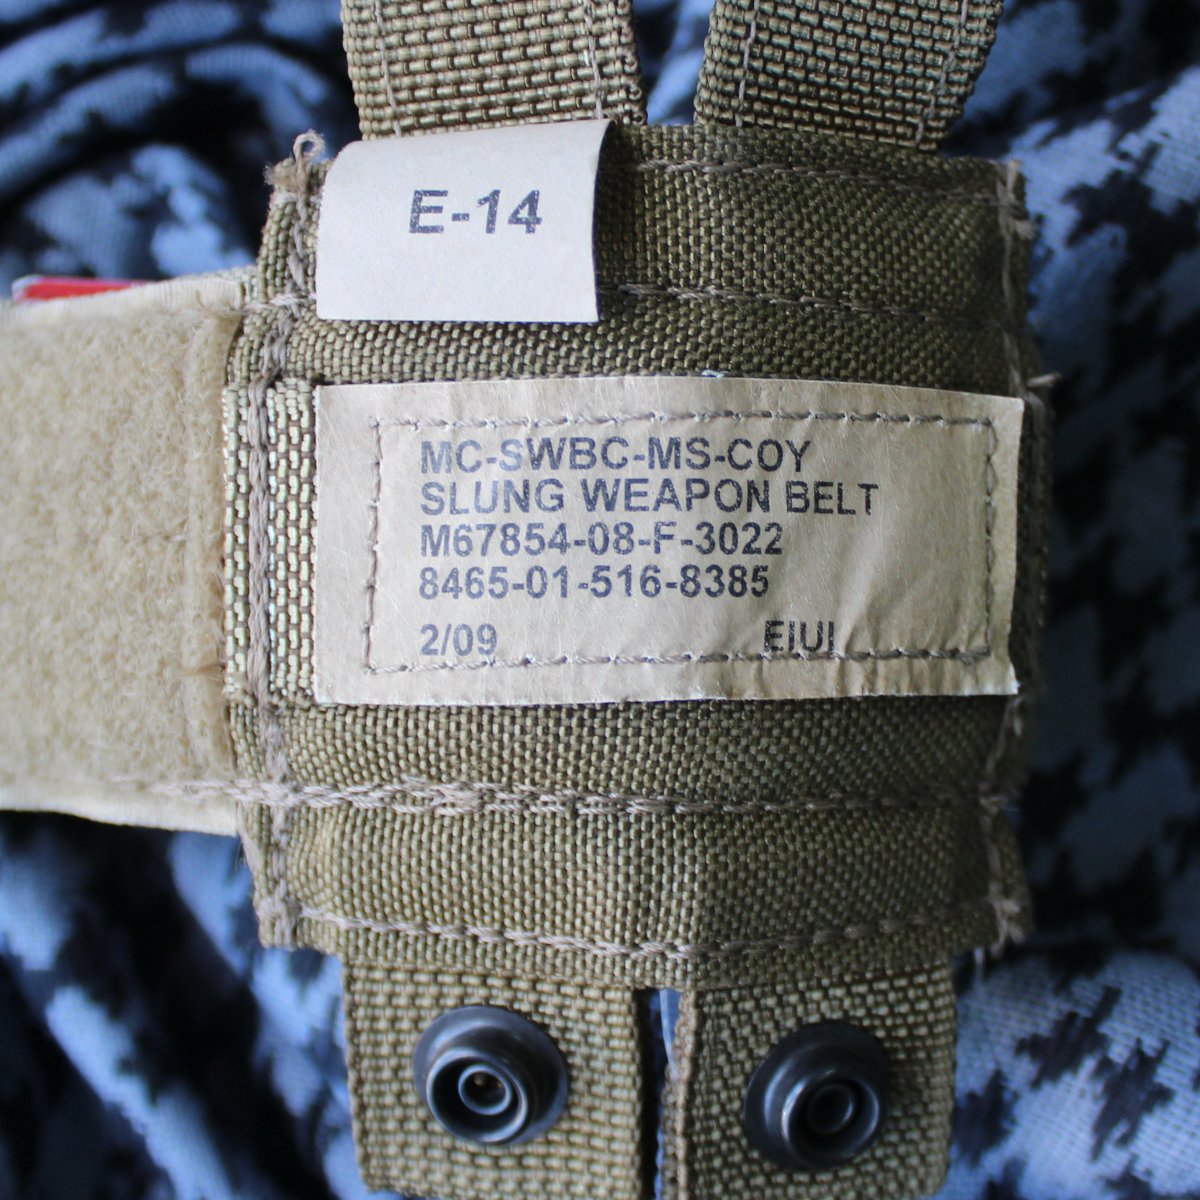 E-14
MC-SWBC-MS-COY
SLUNG WEAPON BELT
M67854-08-F-3022
8465-01-516-8385
2/09 EIUI